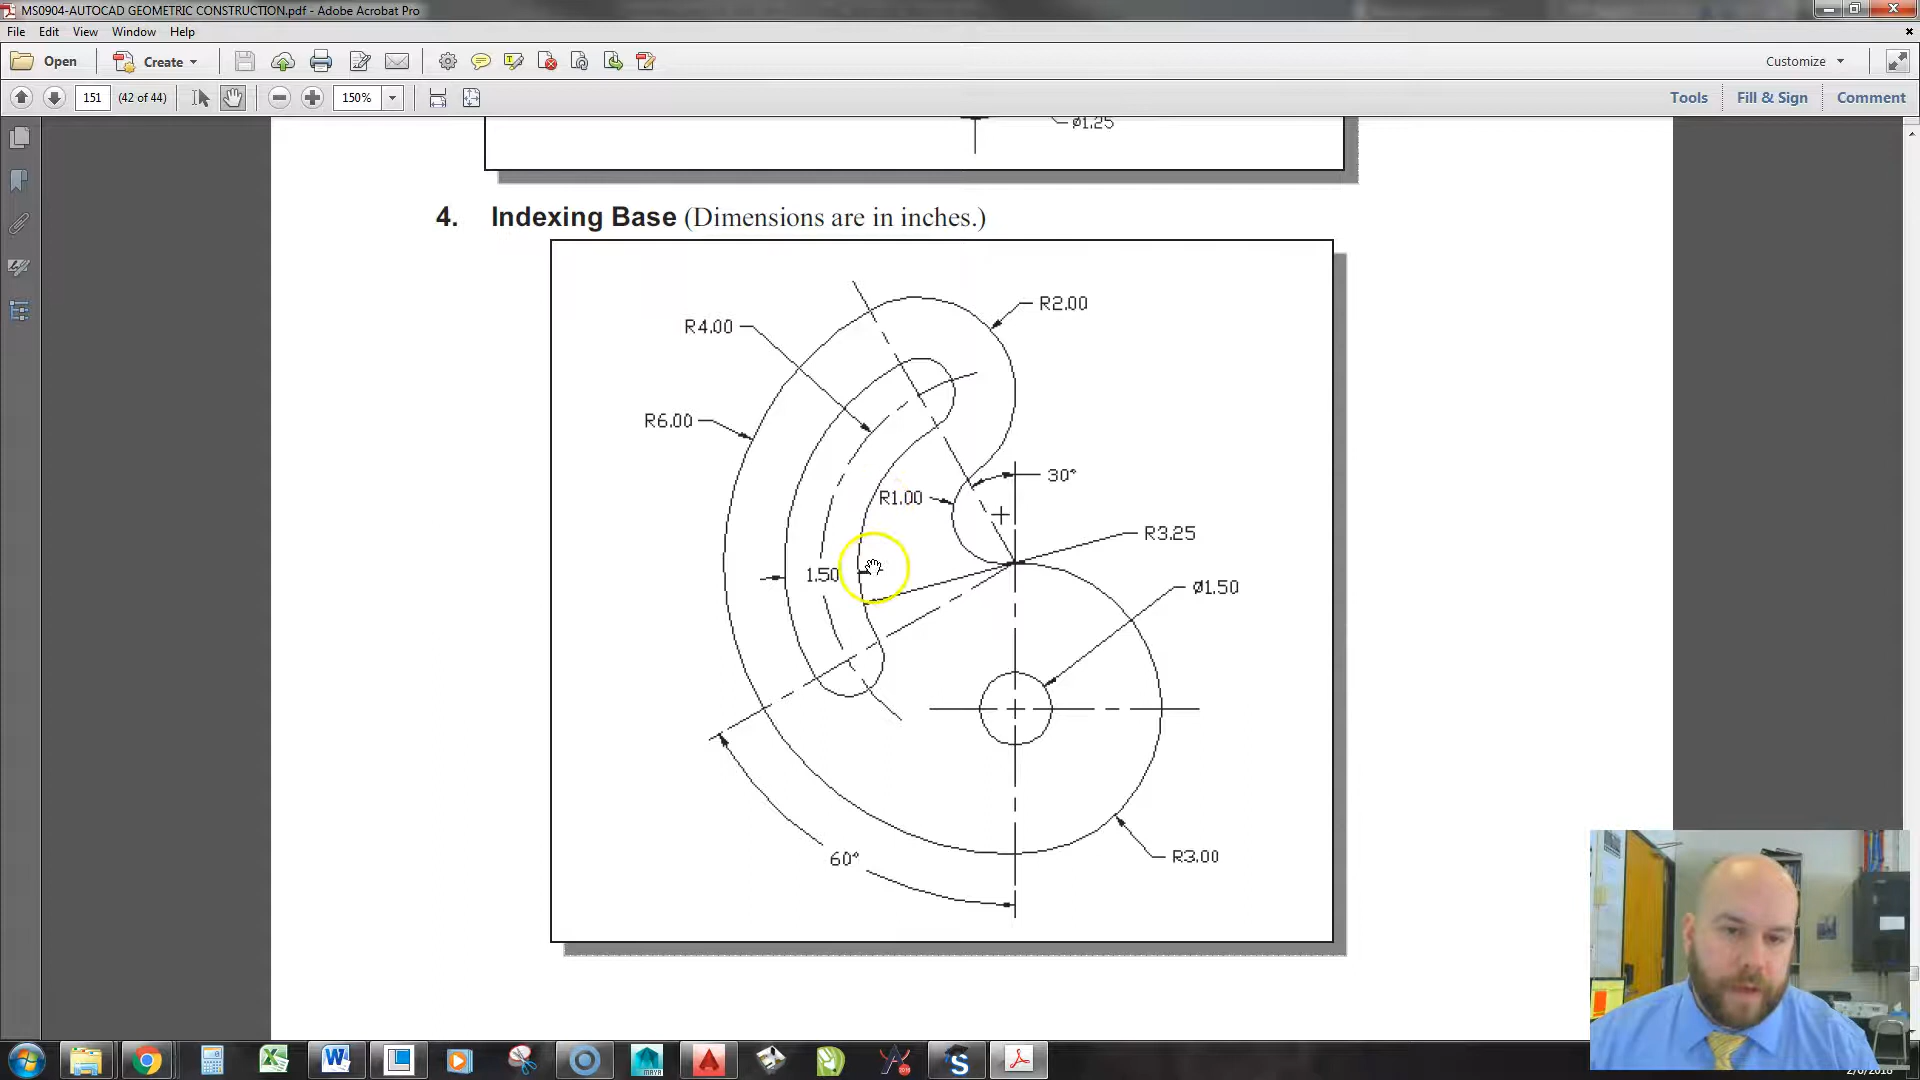 MS0904-AUTOCAD GEOMETRIC CONSTRUCTION.pdf - Adobe Acrobat Pro
File Edit View Window Help
Open Create Customize
151 (42 of 44) 150% Tools Fill & Sign Comment
ø1.25
4. Indexing Base (Dimensions are in inches.)
R2.00
R4.00
R6.00
30°
R1.00
R3.25
1.50
ø1.50
60°
R3.00